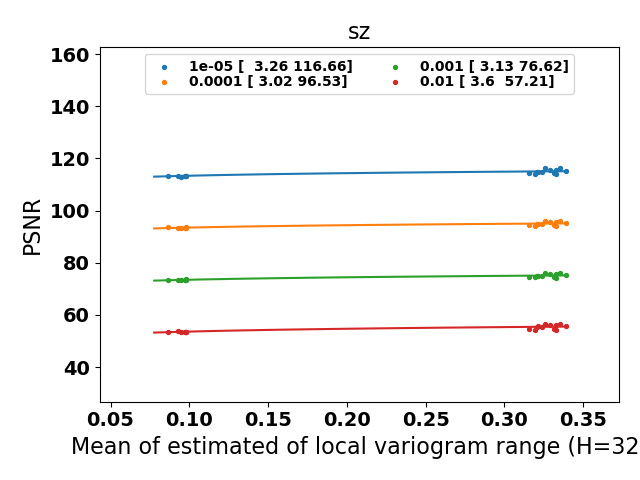 sz
160
140
120
100
80
60
40
PSNR
1e-05 [  3.26 116.66]
0.0001 [ 3.02 96.53]
0.001 [ 3.13 76.62]
0.01 [ 3.6  57.21]
0.05 0.10 0.15 0.20 0.25 0.30 0.35
Mean of estimated of local variogram range (H=32